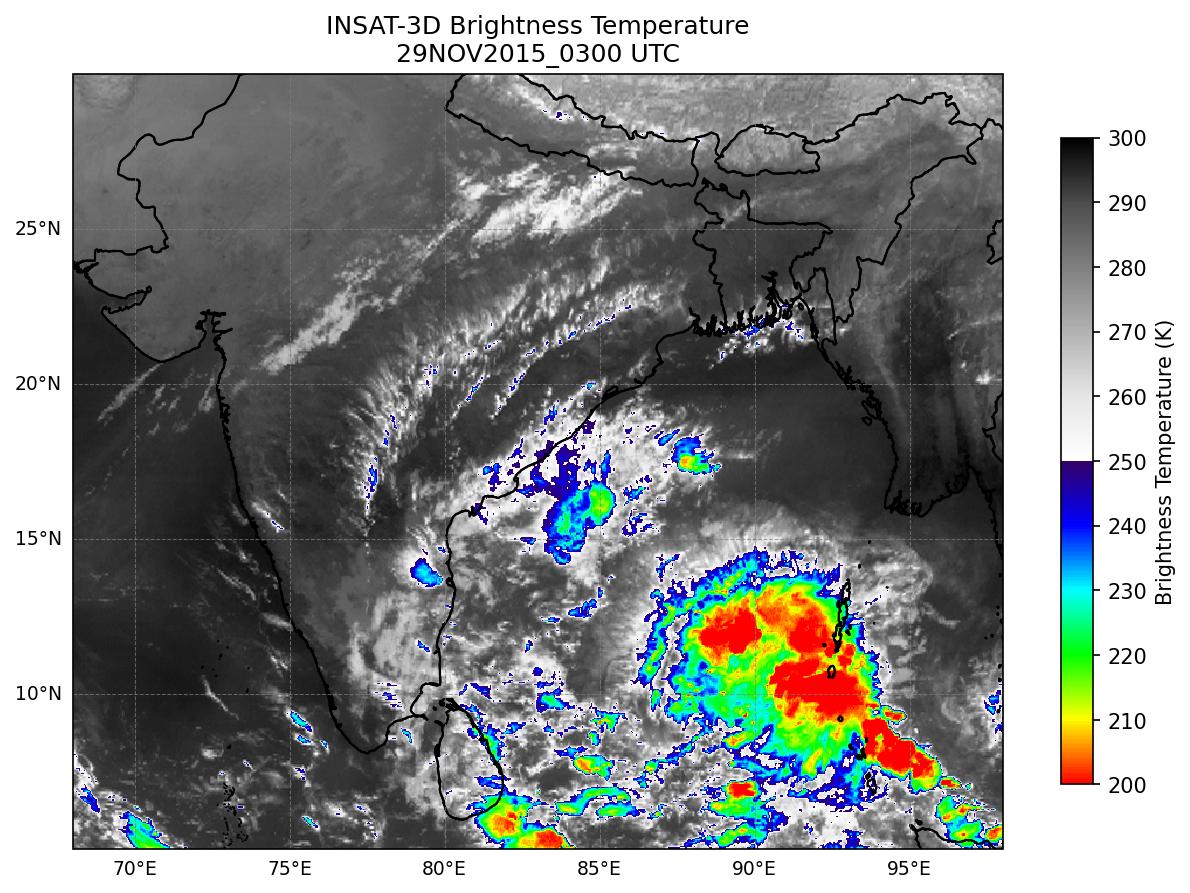 INSAT-3D Brightness Temperature
29NOV2015_0300 UTC
25°N
20°N
15°N
10°N
70°E
75°E
80°E
85°E
90°E
95°E
300
290
280
270
260
250
240
230
220
210
200
Brightness Temperature (K)